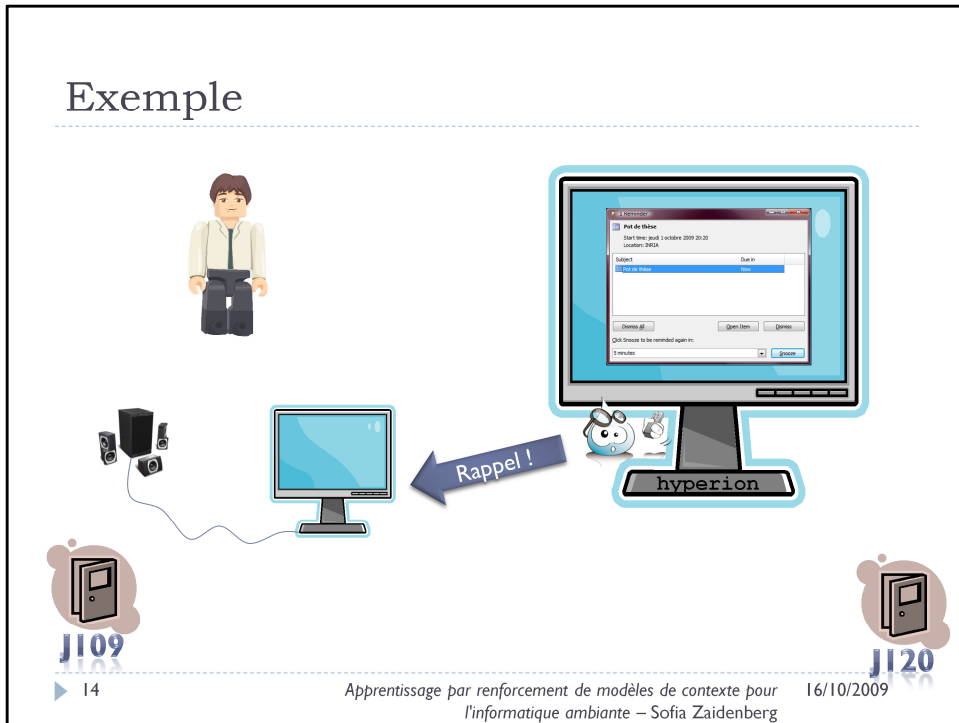 Exemple
1 Reminder
Pot de thèse
Start time: jeudi 1 octobre 2009 20:20
Location: INRIA
Subject Due in
Pot de thèse Now
Dismiss All Open Item Dismiss
Click Snooze to be reminded again in:
5 minutes Snooze
Rappel !
hyperion
J109
J120
14
Apprentissage par renforcement de modèles de contexte pour
l'informatique ambiante – Sofia Zaidenberg
16/10/2009